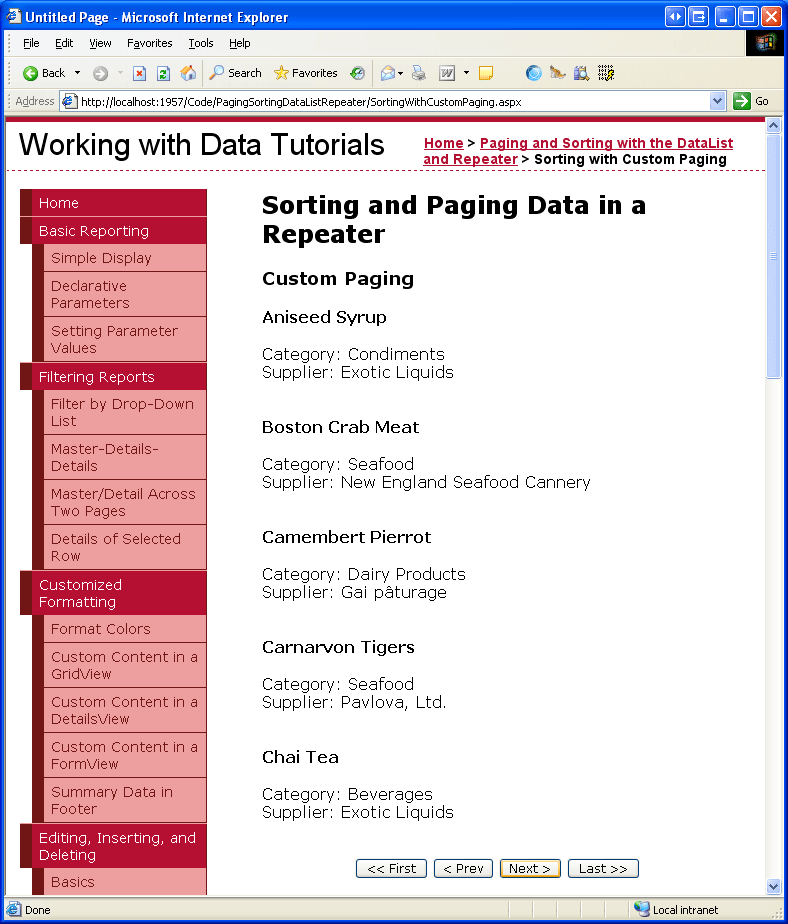 Untitled Page - Microsoft Internet Explorer
File Edit View Favorites Tools Help
Back Search Favorites
Address http://localhost:1957/Code/PagingSortingDataListRepeater/SortingWithCustomPaging.aspx Go
Working with Data Tutorials
Home > Paging and Sorting with the DataList
and Repeater > Sorting with Custom Paging
Home
Basic Reporting
Simple Display
Declarative
Parameters
Setting Parameter
Values
Filtering Reports
Filter by Drop-Down
List
Master-Details-
Details
Master/Detail Across
Two Pages
Details of Selected
Row
Customized
Formatting
Format Colors
Custom Content in a
GridView
Custom Content in a
DetailsView
Custom Content in a
FormView
Summary Data in
Footer
Editing, Inserting, and
Deleting
Basics
Sorting and Paging Data in a
Repeater
Custom Paging
Aniseed Syrup
Category: Condiments
Supplier: Exotic Liquids
Boston Crab Meat
Category: Seafood
Supplier: New England Seafood Cannery
Camembert Pierrot
Category: Dairy Products
Supplier: Gai pâturage
Carnarvon Tigers
Category: Seafood
Supplier: Pavlova, Ltd.
Chai Tea
Category: Beverages
Supplier: Exotic Liquids
<< First < Prev Next > Last >>
Done Local intranet